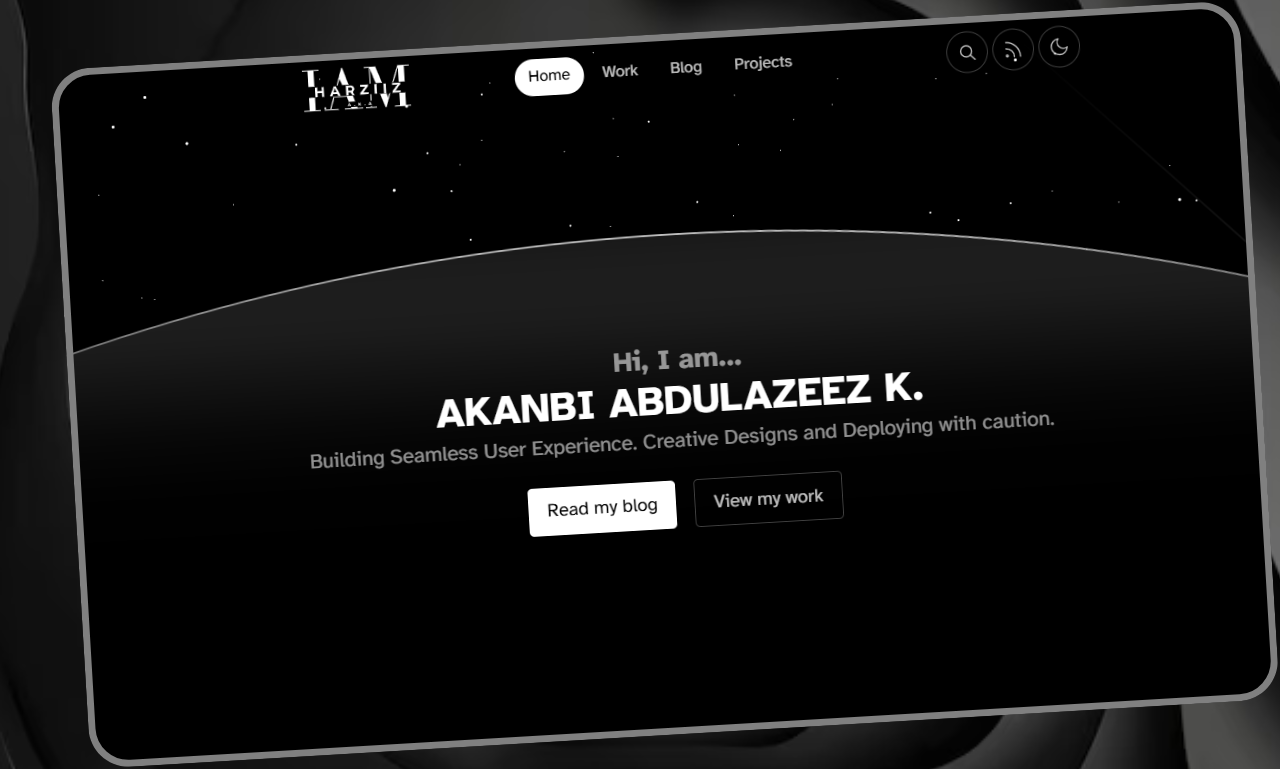 I AM
HARZIIZ
Home
Work
Blog
Projects
Hi, I am...
AKANBI ABDULAZEEZ K.
Building Seamless User Experience. Creative Designs and Deploying with caution.
Read my blog
View my work